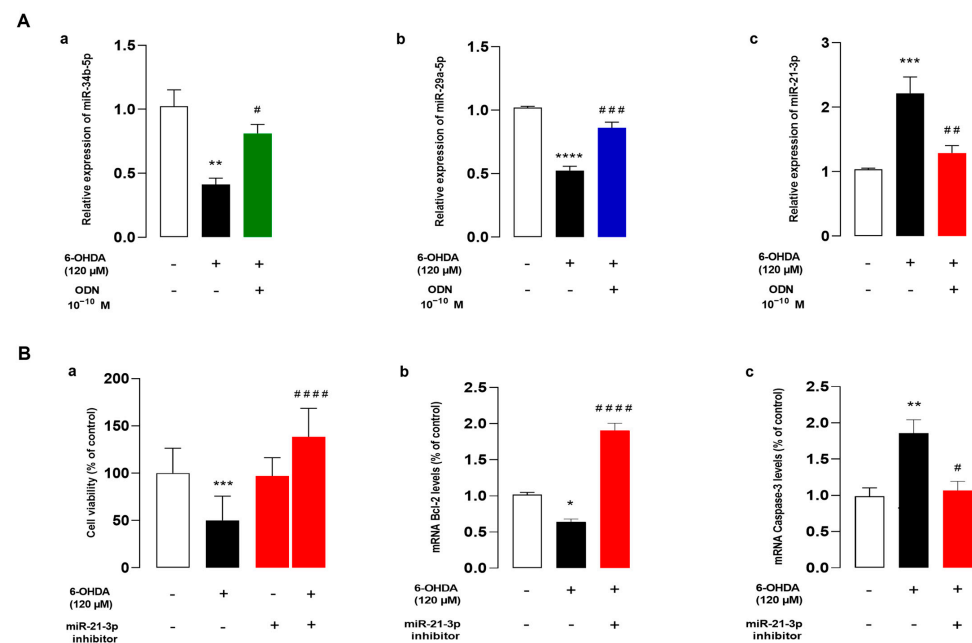 A
a
b
c
Relative expression of miR-34b-5p
1.5
1.0
0.5
0.0
**
#
6-OHDA
(120 µM)
- + +
ODN
10⁻¹⁰ M
- - +
Relative expression of miR-29a-5p
1.5
1.0
0.5
0.0
****
###
6-OHDA
(120 µM)
- + +
ODN
10⁻¹⁰ M
- - +
Relative expression of miR-21-3p
3
2
1
0
***
##
6-OHDA
(120 µM)
- + +
ODN
10⁻¹⁰ M
- - +
B
a
b
c
Cell viability (% of control)
200
150
100
50
0
***
####
6-OHDA
(120 µM)
- + - +
miR-21-3p
inhibitor
- - + +
mRNA Bcl-2 levels (% of control)
2.5
2.0
1.5
1.0
0.5
0.0
*
####
6-OHDA
(120 µM)
- + +
miR-21-3p
inhibitor
- - +
mRNA Caspase-3 levels (% of control)
2.5
2.0
1.5
1.0
0.5
0.0
**
#
6-OHDA
(120 µM)
- + +
miR-21-3p
inhibitor
- - +